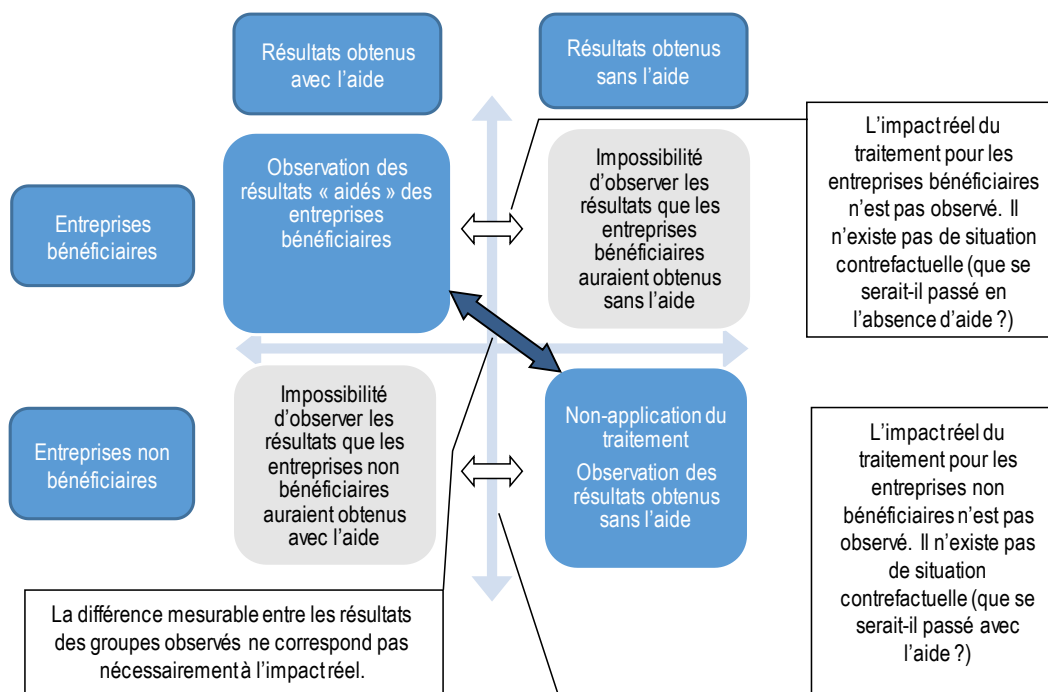 Résultats obtenus
avec l’aide
Résultats obtenus
sans l’aide
Entreprises
bénéficiaires
Observation des
résultats « aidés » des
entreprises
bénéficiaires
Impossibilité
d’observer les
résultats que les
entreprises
bénéficiaires
auraient obtenus
sans l’aide
L’impact réel du
traitement pour les
entreprises bénéficiaires
n’est pas observé. Il
n’existe pas de situation
contrefactuelle (que se
serait-il passé en
l’absence d’aide ?)
Entreprises non
bénéficiaires
Impossibilité
d’observer les
résultats que les
entreprises non
bénéficiaires
auraient obtenus
avec l’aide
Non-application du
traitement
Observation des
résultats obtenus
sans l’aide
L’impact réel du
traitement pour les
entreprises non
bénéficiaires n’est pas
observé. Il n’existe pas
de situation
contrefactuelle (que se
serait-il passé avec
l’aide ?)
La différence mesurable entre les résultats
des groupes observés ne correspond pas
nécessairement à l’impact réel.